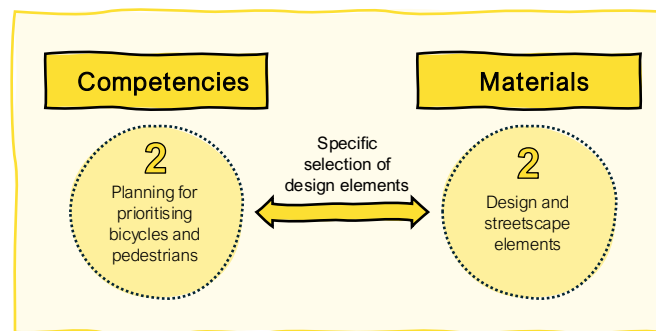 Competencies
Materials
2
Planning for
prioritising
bicycles and
pedestrians
Specific
selection of
design elements
2
Design and
streetscape
elements